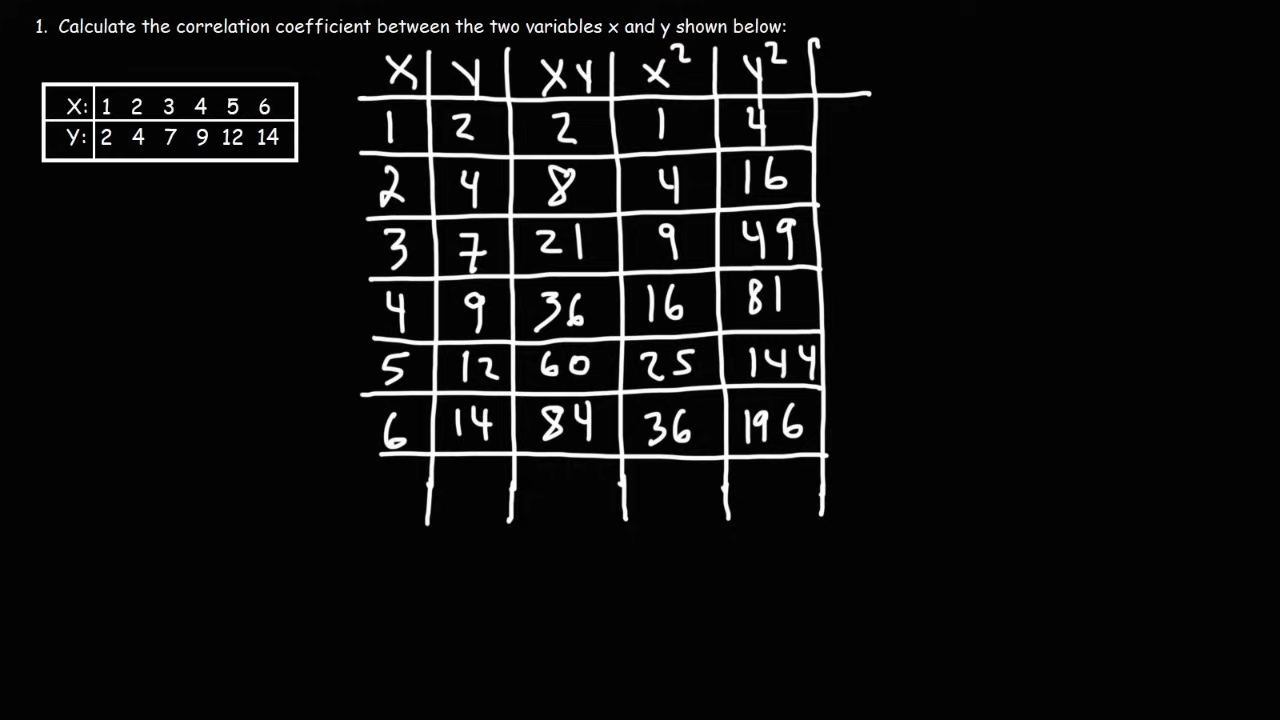 1. Calculate the correlation coefficient between the two variables x and y shown below:
X: 1 2 3 4 5 6
Y: 2 4 7 9 12 14
X Y XY X² Y²
1 2 2 1 4
2 4 8 4 16
3 7 21 9 49
4 9 36 16 81
5 12 60 25 144
6 14 84 36 196